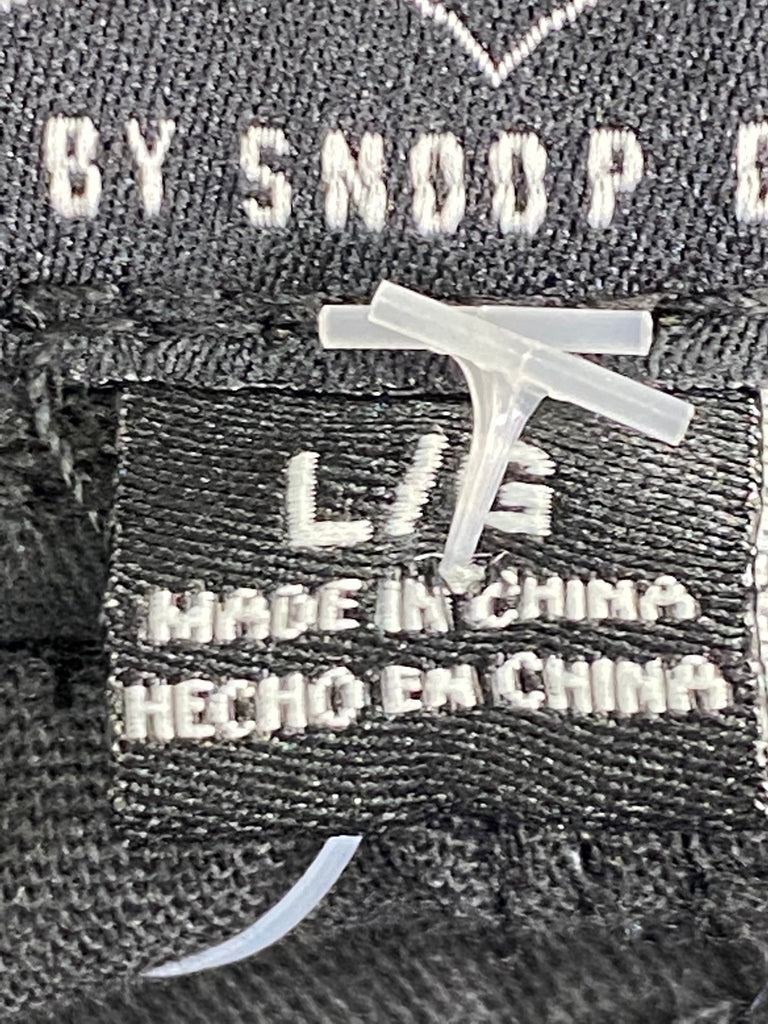 BY SNOOP
L/G
MADE IN CHINA
HECHO EN CHINA